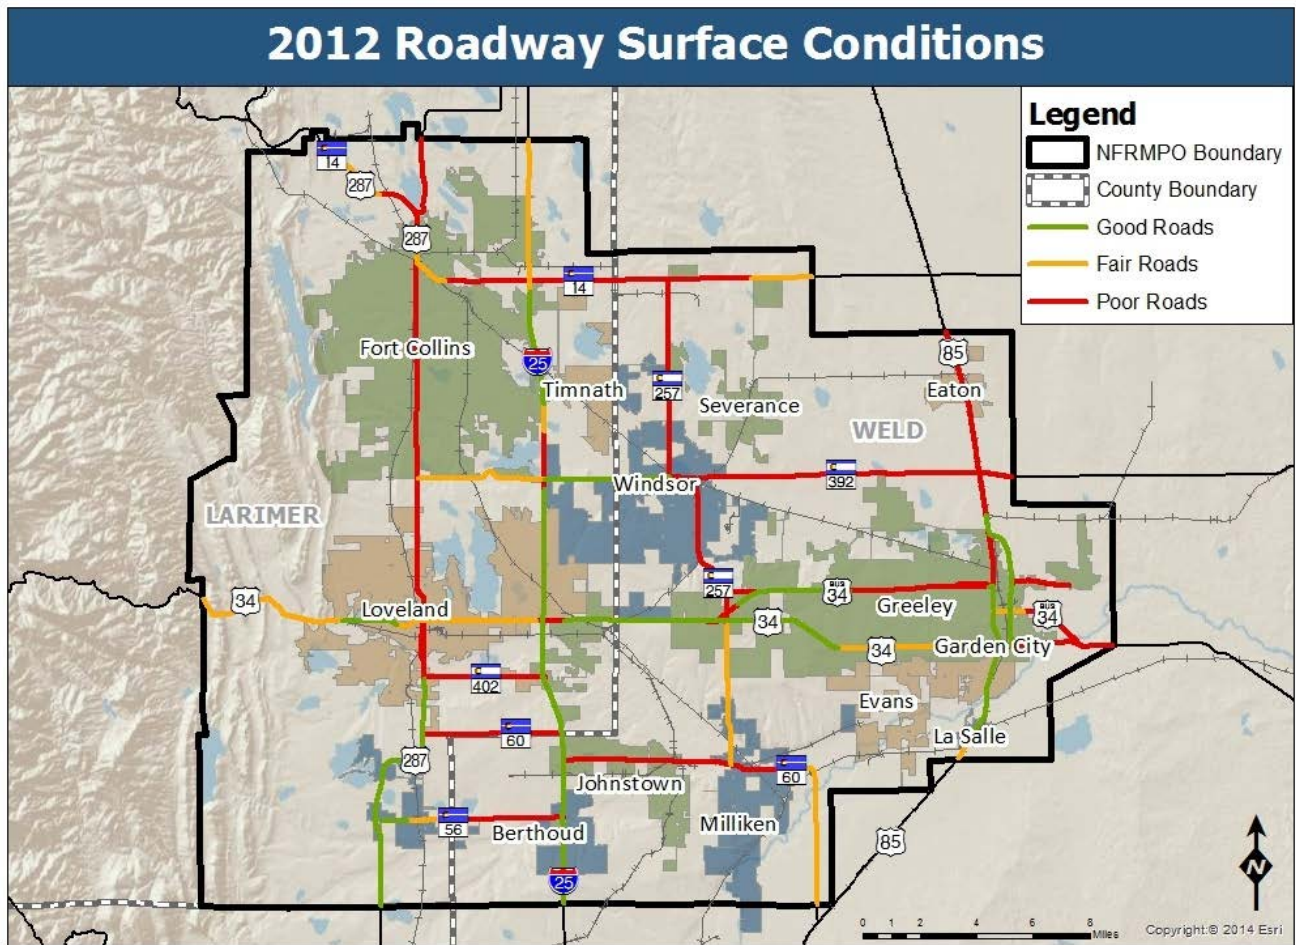 2012 Roadway Surface Conditions
Legend
NFRMPO Boundary
County Boundary
Good Roads
Fair Roads
Poor Roads
14
287
287
14
Fort Collins
25
Timnath
257
Severance
85
Eaton
WELD
392
Windsor
LARIMER
34
Loveland
257
BUS 34
Greeley
BUS 34
34
34
Garden City
402
Evans
60
La Salle
287
60
Johnstown
56
Berthoud
Milliken
85
25
N
0 1 2 4 6 8
Miles
Copyright:© 2014 Esri